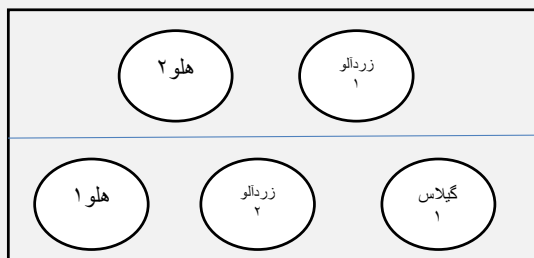 زردآلو
۱
هلو۲
گیلاس
۱
زردآلو
۲
هلو۱